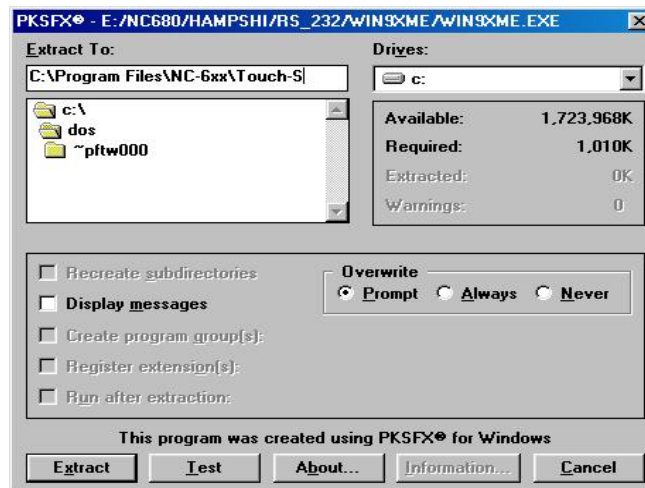 PKSFX® - E:/NC680/HAMPSHI/RS_232/WIN9XME/WIN9XME.EXE
Extract To:
Drives:
C:\Program Files\NC-6xx\Touch-S
c:
c:\
dos
~pftw000
Available: 1,723,968K
Required: 1,010K
Extracted: 0K
Warnings: 0
Recreate subdirectories
Display messages
Create program group(s):
Register extension(s):
Run after extraction:
Overwrite
Prompt Always Never
This program was created using PKSFX® for Windows
Extract Test About... Information... Cancel